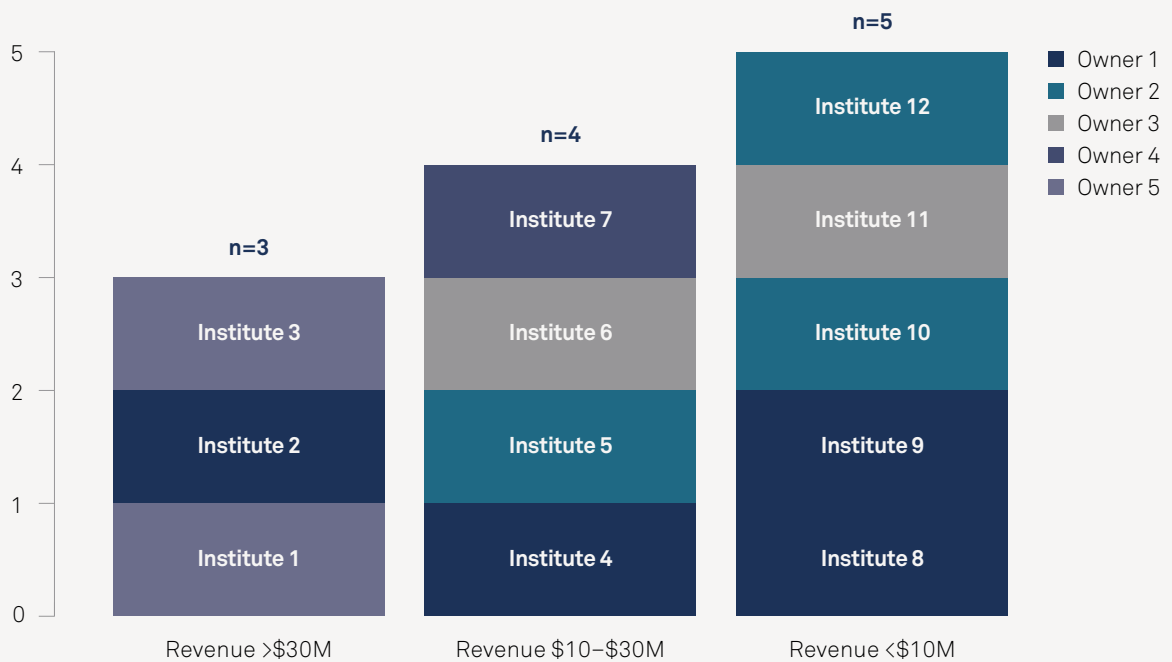 n=5
5
Owner 1
Institute 12
Owner 2
Owner 3
n=4
4
Owner 4
Owner 5
Institute 7
Institute 11
n=3
3
Institute 3
Institute 6
Institute 10
2
Institute 2
Institute 5
Institute 9
1
Institute 1
Institute 4
Institute 8
0
Revenue >$30M
Revenue $10–$30M
Revenue <$10M